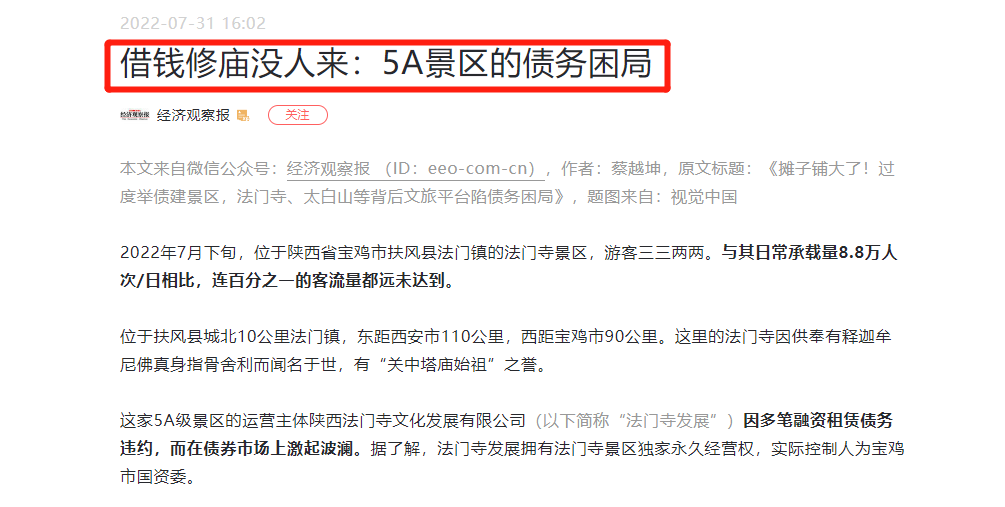 2022-07-31 16:02
借钱修庙没人来：5A景区的债务困局
经济观察报 经济观察报 关注
本文来自微信公众号：经济观察报 （ID：eeo-com-cn），作者：蔡越坤，原文标题：《摊子铺大了！过
度举债建景区，法门寺、太白山等背后文旅平台陷债务困局》，题图来自：视觉中国
2022年7月下旬，位于陕西省宝鸡市扶风县法门镇的法门寺景区，游客三三两两。与其日常承载量8.8万人
次/日相比，连百分之一的客流量都远未达到。
位于扶风县城北10公里法门镇，东距西安市110公里，西距宝鸡市90公里。这里的法门寺因供奉有释迦牟
尼佛真身指骨舍利而闻名于世，有“关中塔庙始祖”之誉。
这家5A级景区的运营主体陕西法门寺文化发展有限公司（以下简称“法门寺发展”）因多笔融资租赁债务
违约，而在债券市场上激起波澜。据了解，法门寺发展拥有法门寺景区独家永久经营权，实际控制人为宝鸡
市国资委。